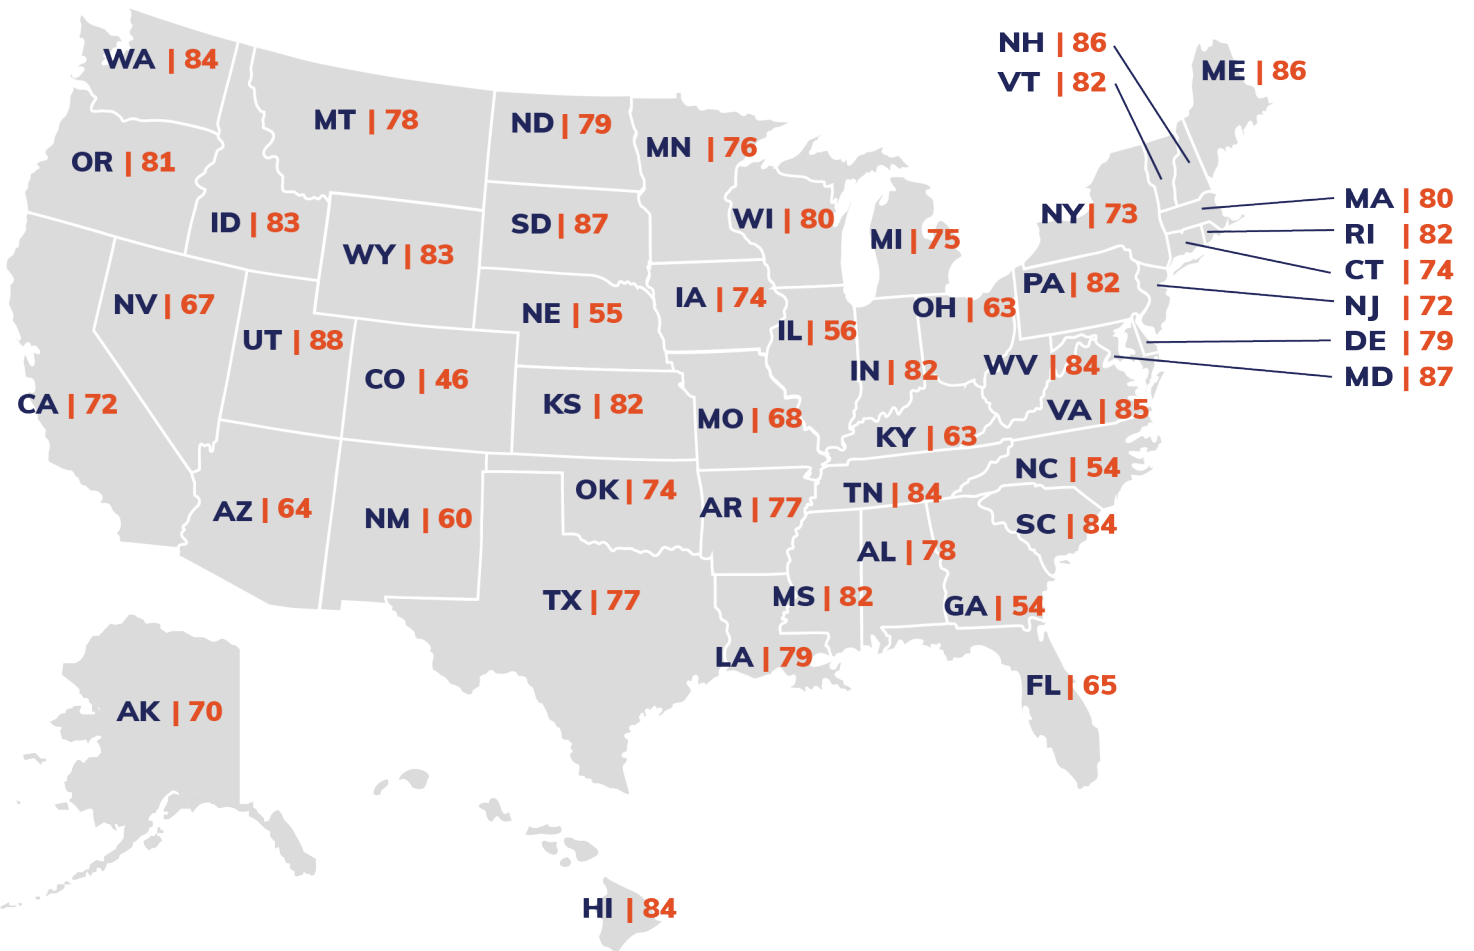 NH | 86
WA | 84
ME | 86
VT | 82
MT | 78
ND | 79
MN | 76
OR | 81
MA | 80
NY | 73
WI | 80
ID | 83
SD | 87
RI | 82
MI | 75
WY | 83
CT | 74
PA | 82
IA | 74
NV | 67
NJ | 72
OH | 63
NE | 55
IL | 56
UT | 88
DE | 79
WV | 84
IN | 82
MD | 87
CO | 46
CA | 72
KS | 82
VA | 85
MO | 68
KY | 63
NC | 54
OK | 74
TN | 84
AR | 77
AZ | 64
NM | 60
SC | 84
AL | 78
MS | 82
TX | 77
GA | 54
LA | 79
FL | 65
AK | 70
HI | 84